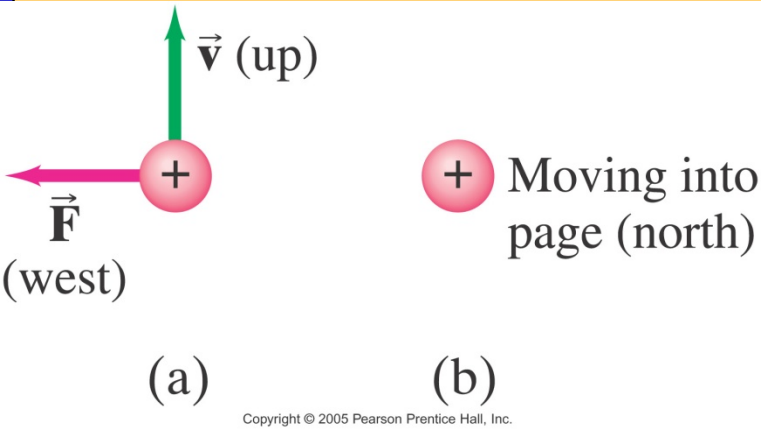 v⃗ (up)
+
+ Moving into
page (north)
F⃗
(west)
(a) (b)
Copyright © 2005 Pearson Prentice Hall, Inc.